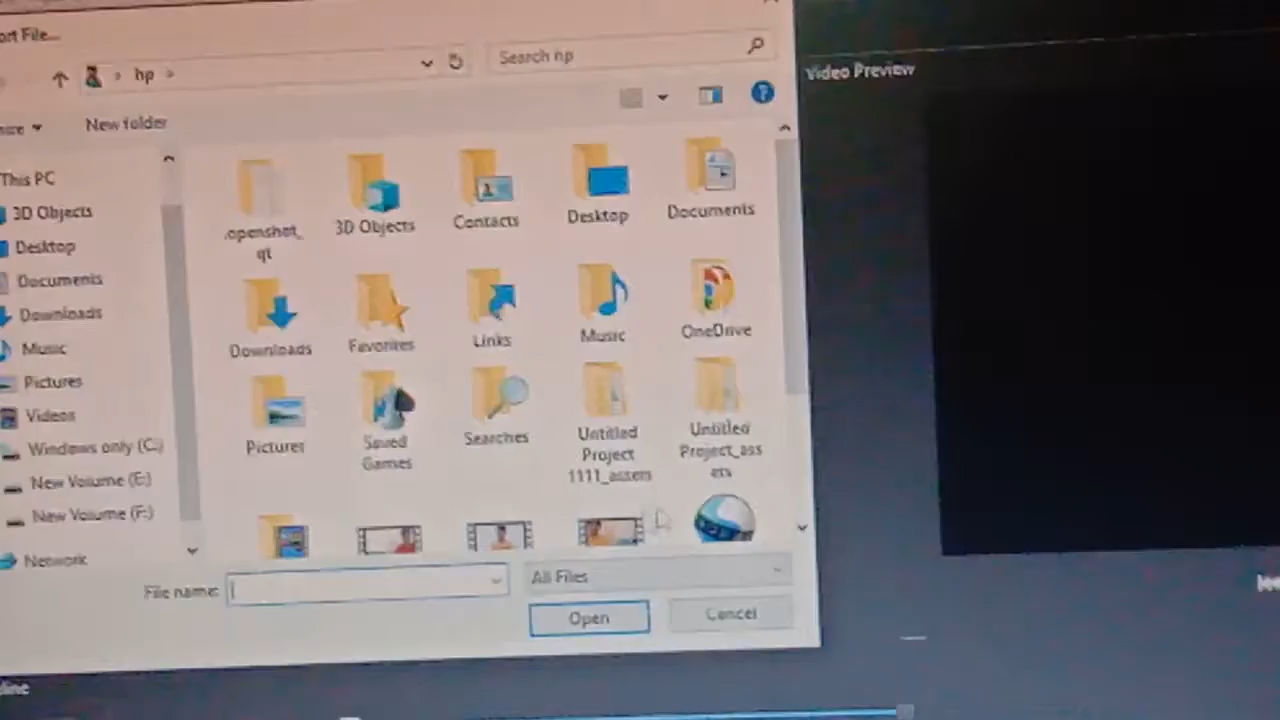 ort File...
hp
Search hp
Video Preview
New folder
This PC
3D Objects
Desktop
Documents
Downloads
Music
Pictures
Videos
Windows only (C:)
New Volume (E:)
New Volume (F:)
Network
.openshot_
qt
3D Objects
Contacts
Desktop
Documents
Downloads
Favorites
Links
Music
OneDrive
Pictures
Saved
Games
Searches
Untitled
Project
1111_assets
Untitled
Project_ass
ets
File name:
All Files
Open
Cancel